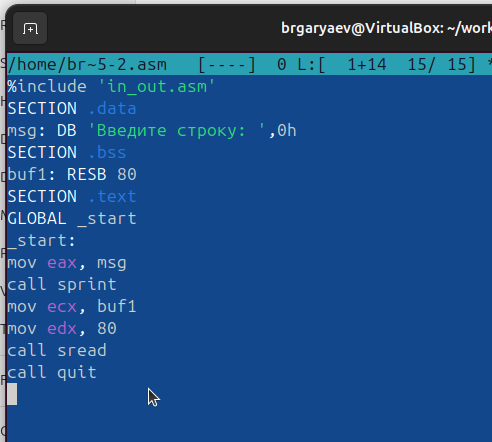 brgaryaev@VirtualBox: ~/work
/home/br~5-2.asm   [----]  0 L:[  1+14  15/ 15] *
%include 'in_out.asm'
SECTION .data
msg: DB 'Введите строку: ',0h
SECTION .bss
buf1: RESB 80
SECTION .text
GLOBAL _start
_start:
mov eax, msg
call sprint
mov ecx, buf1
mov edx, 80
call sread
call quit